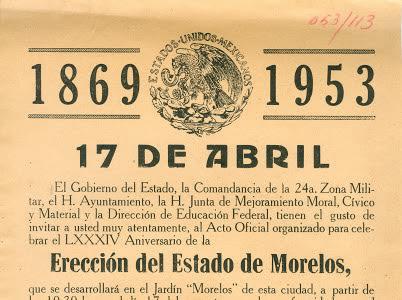 053/113
ESTADOS·UNIDOS·MEXICANOS
1869 1953
17 DE ABRIL
El Gobierno del Estado, la Comandancia de la 24a. Zona Mili-
tar, el H. Ayuntamiento, la H. Junta de Mejoramiento Moral, Cívico
y Material y la Dirección de Educación Federal, tienen el gusto de
invitar a usted muy atentamente, al Acto Oficial organizado para cele-
brar el LXXXIV Aniversario de la
Erección del Estado de Morelos,
que se desarrollará en el Jardín "Morelos" de esta ciudad, a partir de